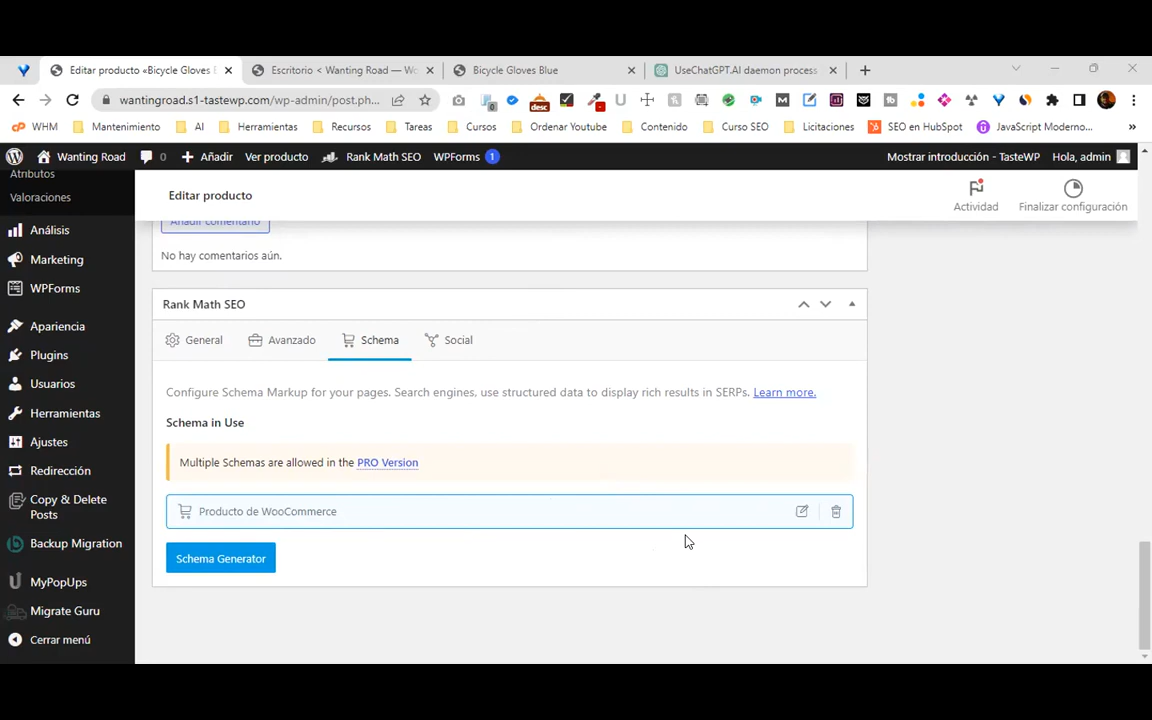 Editar producto «Bicycle Gloves B
Escritorio < Wanting Road — Wo
Bicycle Gloves Blue
UseChatGPT.AI daemon process
wantingroad.s1-tastewp.com/wp-admin/post.ph...
0
desc
WHM
Mantenimiento
AI
Herramientas
Recursos
Tareas
Cursos
Ordenar Youtube
Contenido
Curso SEO
Licitaciones
SEO en HubSpot
JavaScript Moderno...
»
Wanting Road
0
Añadir
Ver producto
Rank Math SEO
WPForms 1
Mostrar introducción - TasteWP
Hola, admin
Atributos
Valoraciones
Análisis
Marketing
WPForms
Apariencia
Plugins
Usuarios
Herramientas
Ajustes
Redirección
Copy & Delete
Posts
Backup Migration
MyPopUps
Migrate Guru
Cerrar menú
Editar producto
Actividad
Finalizar configuración
Añadir comentario
No hay comentarios aún.
Rank Math SEO
General
Avanzado
Schema
Social
Configure Schema Markup for your pages. Search engines, use structured data to display rich results in SERPs. Learn more.
Schema in Use
Multiple Schemas are allowed in the PRO Version
Producto de WooCommerce
Schema Generator